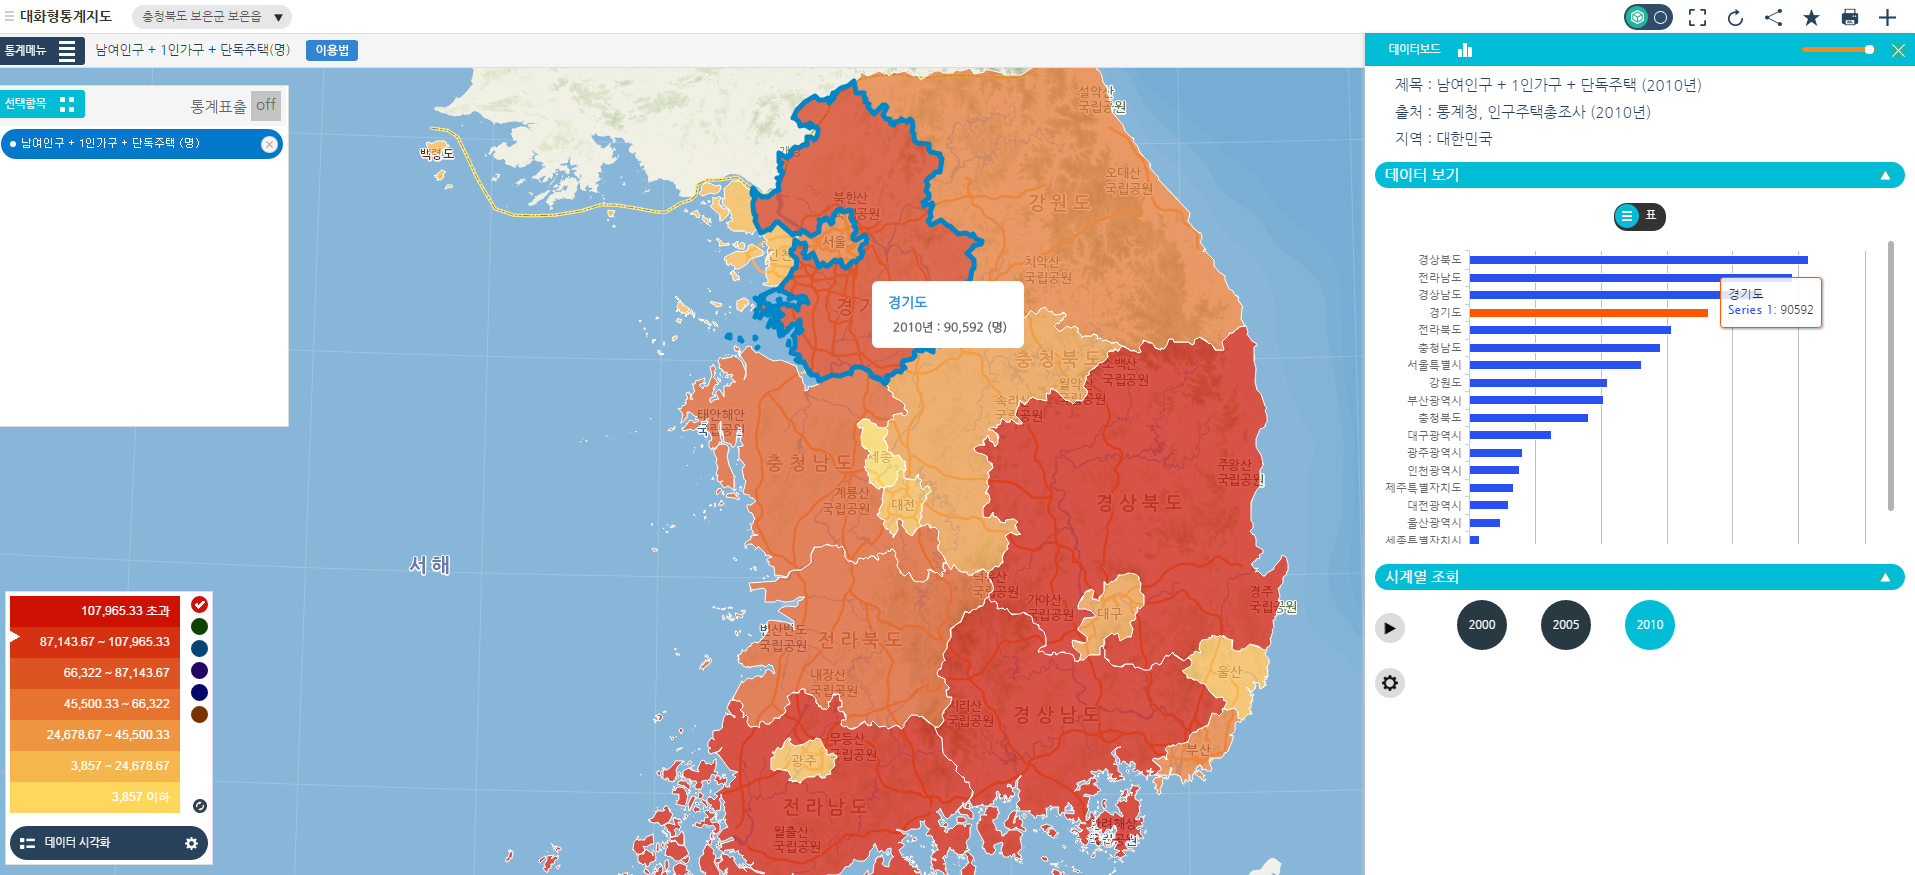 대화형통계지도
충청북도 보은군 보은읍 ▼
통계메뉴
남여인구 + 1인가구 + 단독주택(명)
이용법
선택항목
통계표출 off
남여인구 + 1인가구 + 단독주택 (명)
백령도
설악산
국립공원
오대산
국립공원
강원도
북한산
국립공원
서울
인천
치악산
국립공원
경기도
2010년 : 90,592 (명)
충청북도
소백산
국립공원
월악산
국립공원
속리산
국립공원
태안해안
국립공원
충청남도
세종
계룡산
국립공원
대전
주왕산
국립공원
경상북도
서해
덕유산
국립공원
가야산
국립공원
대구
경주
국립공원
변산반도
국립공원
전라북도
내장산
국립공원
울산
지리산
국립공원
경상남도
부산
무등산
국립공원
광주
전라남도
월출산
국립공원
한려해상
국립공원
107,965.33 초과
87,143.67 ~ 107,965.33
66,322 ~ 87,143.67
45,500.33 ~ 66,322
24,678.67 ~ 45,500.33
3,857 ~ 24,678.67
3,857 이하
데이터 시각화
데이터보드
제목 : 남여인구 + 1인가구 + 단독주택 (2010년)
출처 : 통계청, 인구주택총조사 (2010년)
지역 : 대한민국
데이터 보기
표
경상북도
전라남도
경상남도
경기도
전라북도
충청남도
서울특별시
강원도
부산광역시
충청북도
대구광역시
광주광역시
인천광역시
제주특별자치도
대전광역시
울산광역시
세종특별자치시
경기도
Series 1: 90592
시계열 조회
2000 2005 2010